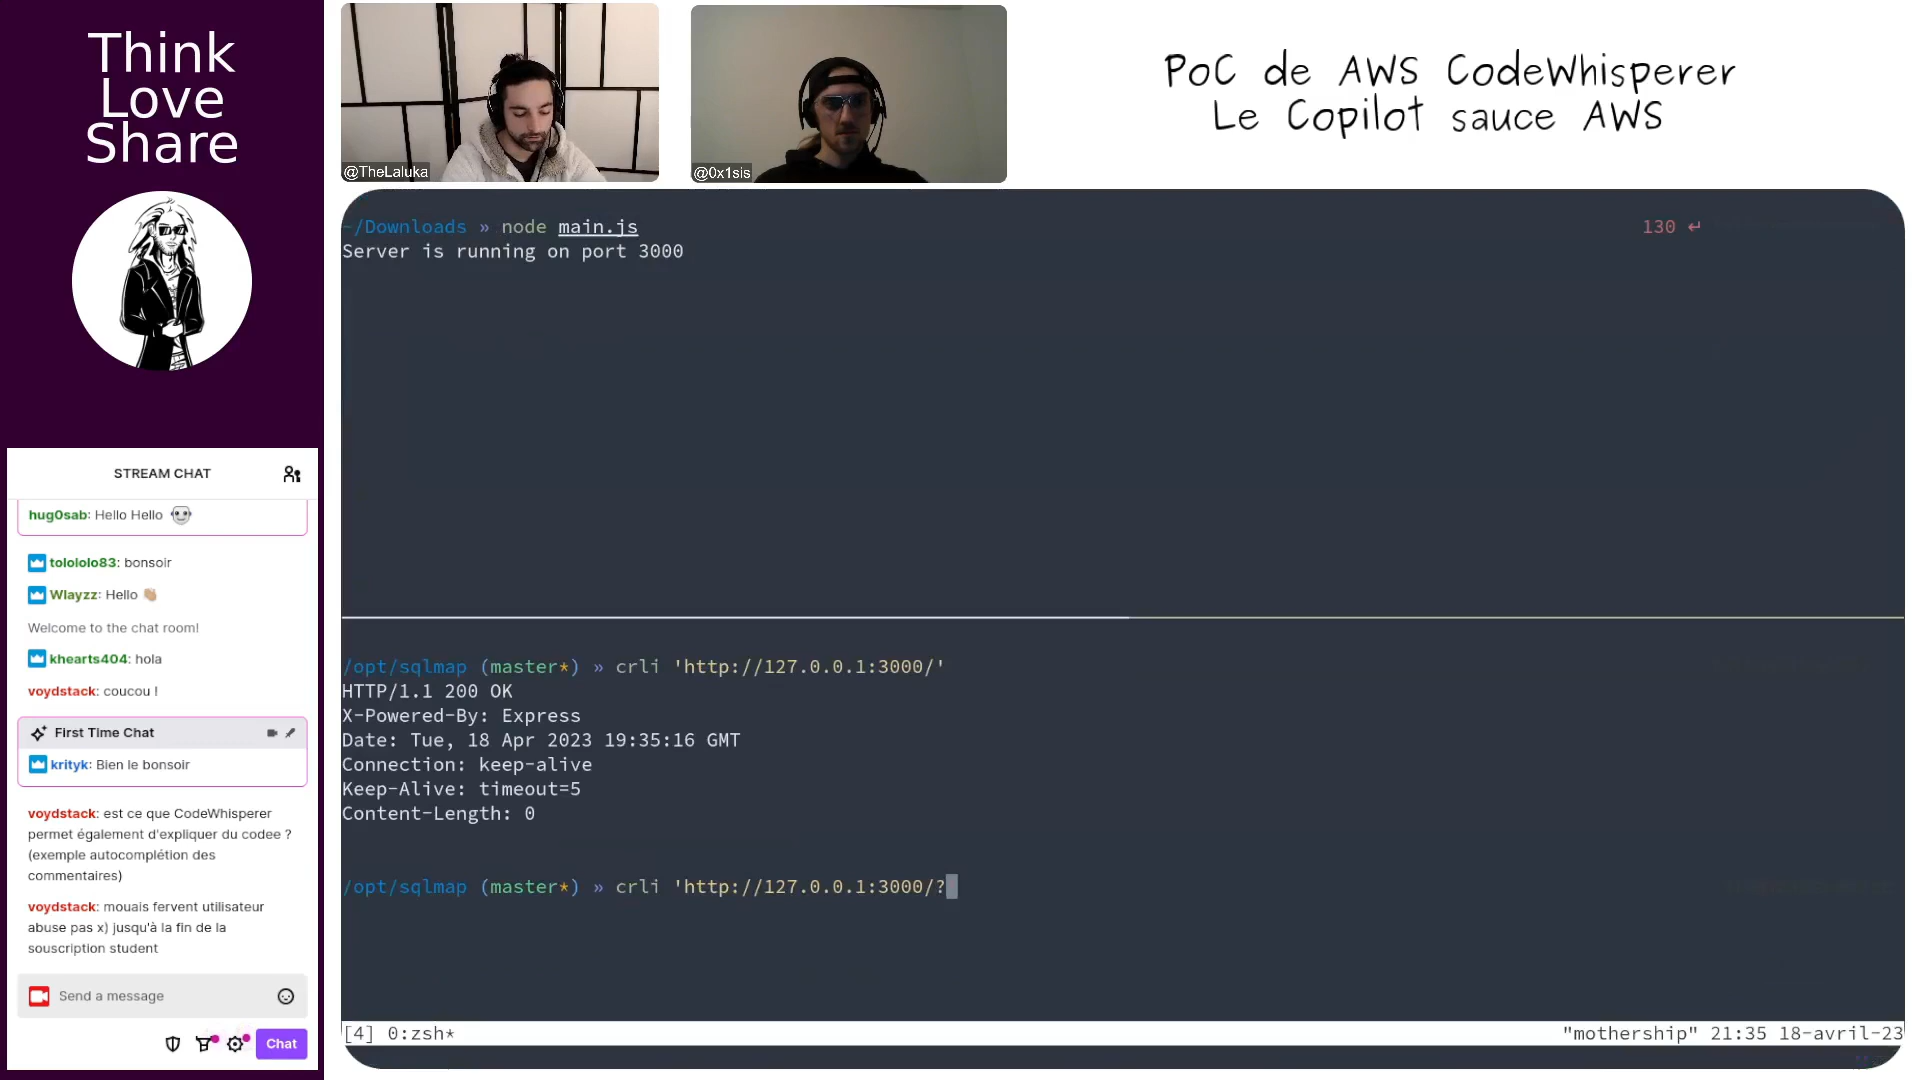 Think
Love
Share
@TheLaluka
@0x1sis
PoC de AWS CodeWhisperer
Le Copilot sauce AWS
~/Downloads » node main.js
130 ↵
Server is running on port 3000
/opt/sqlmap (master*) » crli 'http://127.0.0.1:3000/'
HTTP/1.1 200 OK
X-Powered-By: Express
Date: Tue, 18 Apr 2023 19:35:16 GMT
Connection: keep-alive
Keep-Alive: timeout=5
Content-Length: 0
/opt/sqlmap (master*) » crli 'http://127.0.0.1:3000/?
[4] 0:zsh*
"mothership" 21:35 18-avril-23
STREAM CHAT
hug0sab: Hello Hello
tolololo83: bonsoir
Wlayzz: Hello 👋🏼
Welcome to the chat room!
khearts404: hola
voydstack: coucou !
First Time Chat
krityk: Bien le bonsoir
voydstack: est ce que CodeWhisperer
permet également d'expliquer du codee ?
(exemple autocomplétion des
commentaires)
voydstack: mouais fervent utilisateur
abuse pas x) jusqu'à la fin de la
souscription student
Send a message
Chat